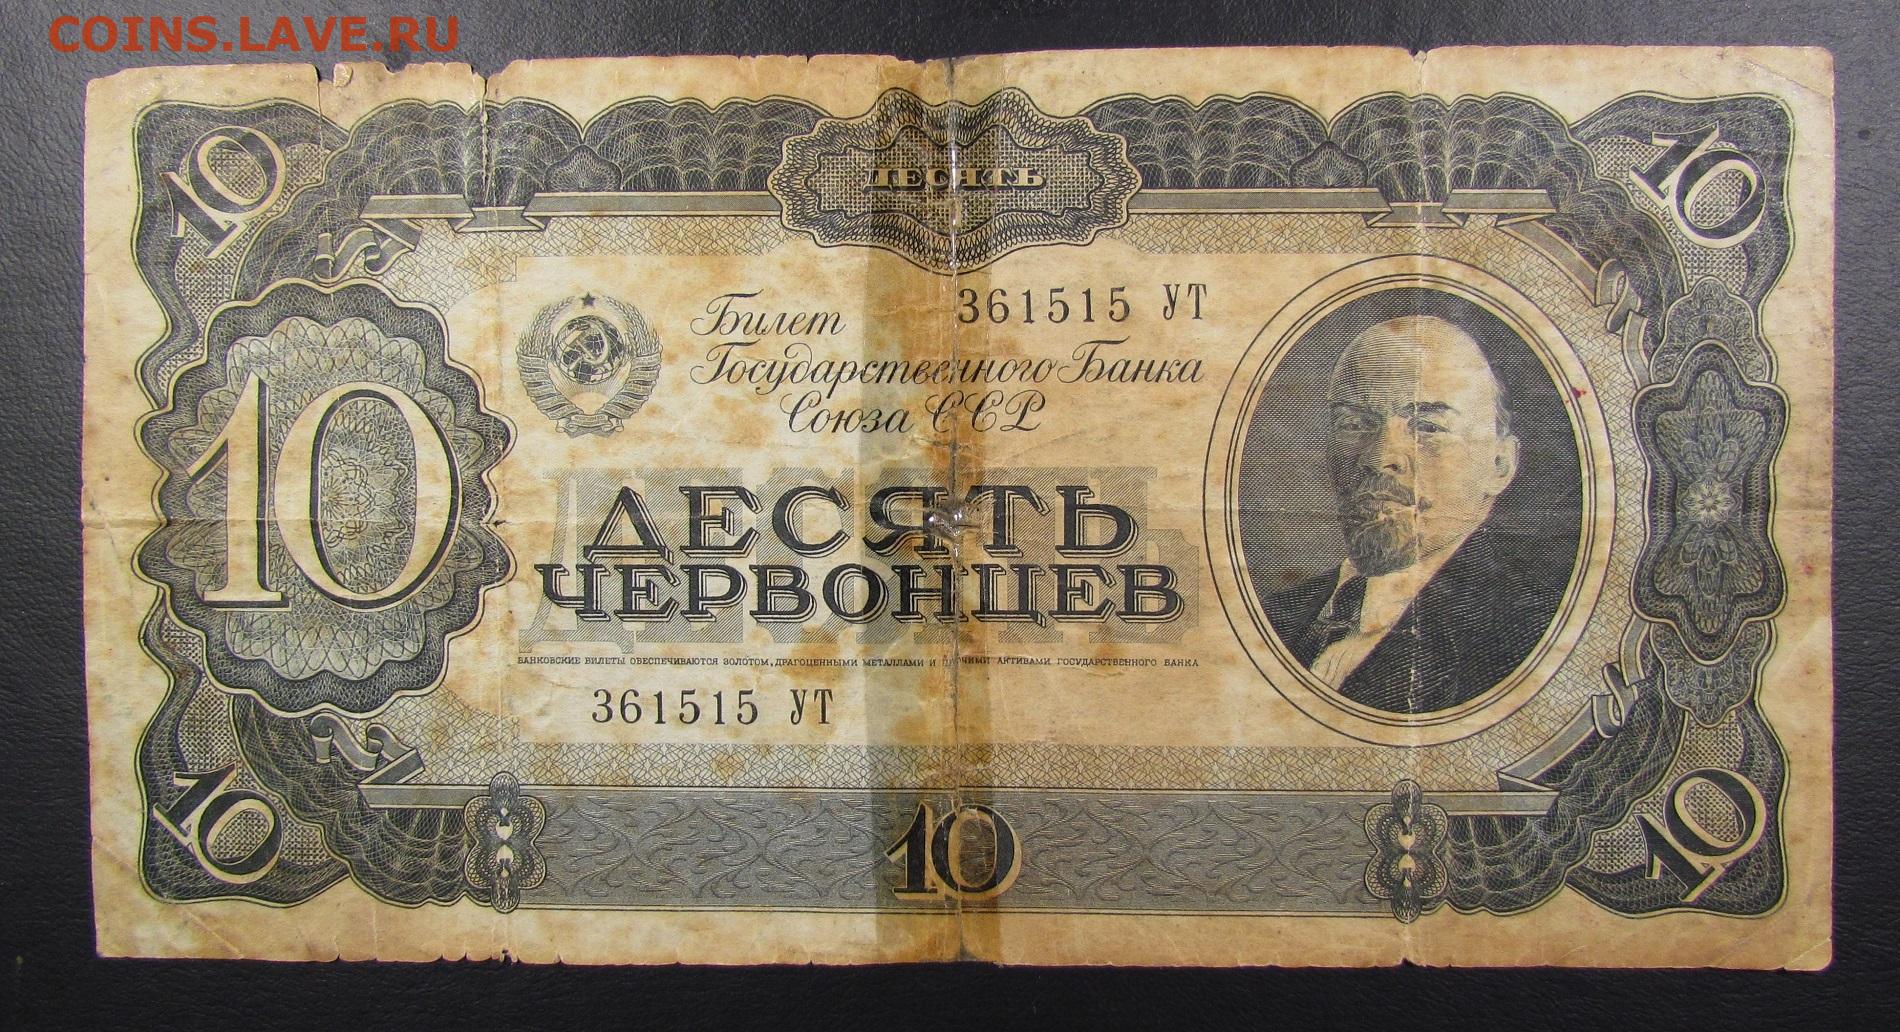 COINS.LAVE.RU
10
ДЕСЯТЬ
10
Билет 361515 УТ
Государственного Банка
Союза ССР
10
ДЕСЯТЬ
ДЕСЯТЬ
ЧЕРВОНЦЕВ
БАНКОВСКИЕ БИЛЕТЫ ОБЕСПЕЧИВАЮТСЯ ЗОЛОТОМ, ДРАГОЦЕННЫМИ МЕТАЛЛАМИ И ПРОЧИМИ АКТИВАМИ ГОСУДАРСТВЕННОГО БАНКА
361515 УТ
10
10
10